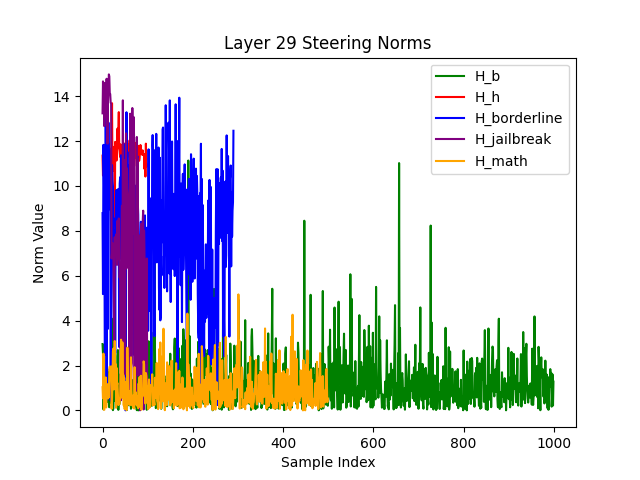 Layer 29 Steering Norms
Norm Value
14
12
10
8
6
4
2
0
H_b
H_h
H_borderline
H_jailbreak
H_math
0 200 400 600 800 1000
Sample Index